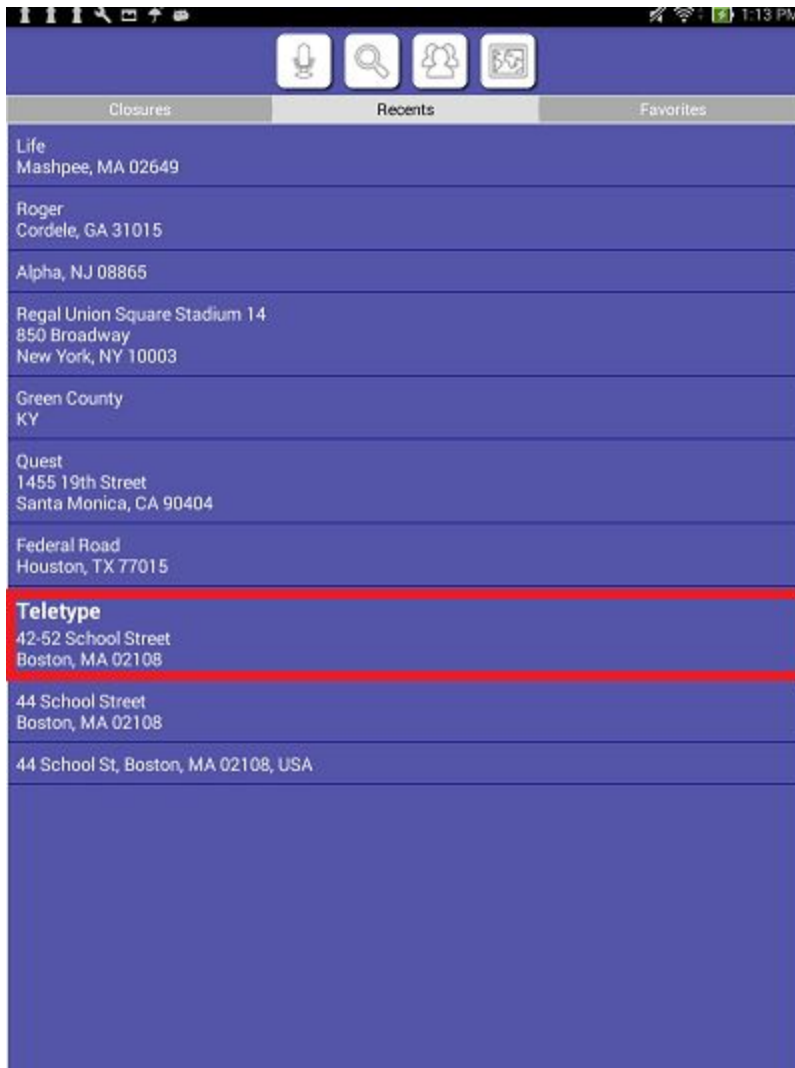 1:13 PM
Closures Recents Favorites
Life
Mashpee, MA 02649
Roger
Cordele, GA 31015
Alpha, NJ 08865
Regal Union Square Stadium 14
850 Broadway
New York, NY 10003
Green County
KY
Quest
1455 19th Street
Santa Monica, CA 90404
Federal Road
Houston, TX 77015
Teletype
42-52 School Street
Boston, MA 02108
44 School Street
Boston, MA 02108
44 School St, Boston, MA 02108, USA